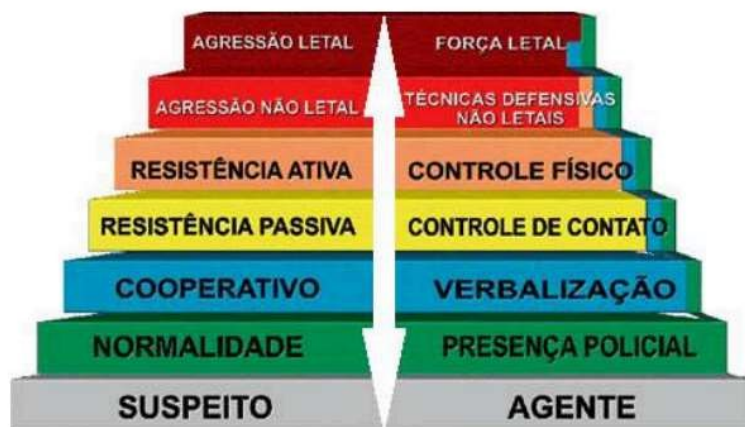 AGRESSÃO LETAL
FORÇA LETAL
AGRESSÃO NÃO LETAL
TÉCNICAS DEFENSIVAS
NÃO LETAIS
RESISTÊNCIA ATIVA
CONTROLE FÍSICO
RESISTÊNCIA PASSIVA
CONTROLE DE CONTATO
COOPERATIVO
VERBALIZAÇÃO
NORMALIDADE
PRESENÇA POLICIAL
SUSPEITO
AGENTE